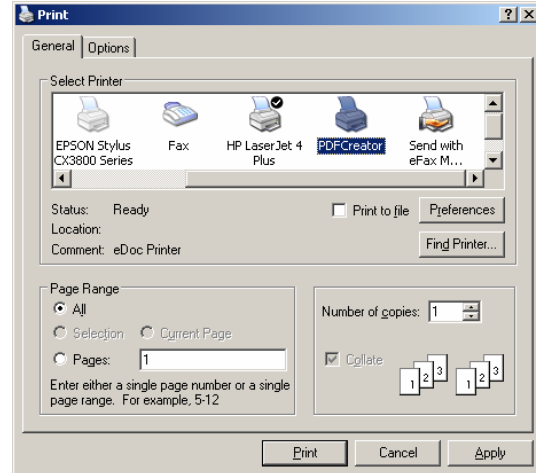 Print
General Options
Select Printer
EPSON Stylus
CX3800 Series
Fax
HP LaserJet 4
Plus
PDFCreator
Send with
eFax M...
Status: Ready
Print to file
Preferences
Location:
Comment: eDoc Printer
Find Printer...
Page Range
All
Selection Current Page
Pages: 1
Enter either a single page number or a single
page range. For example, 5-12
Number of copies: 1
Collate
1 2 3 1 2 3
Print Cancel Apply